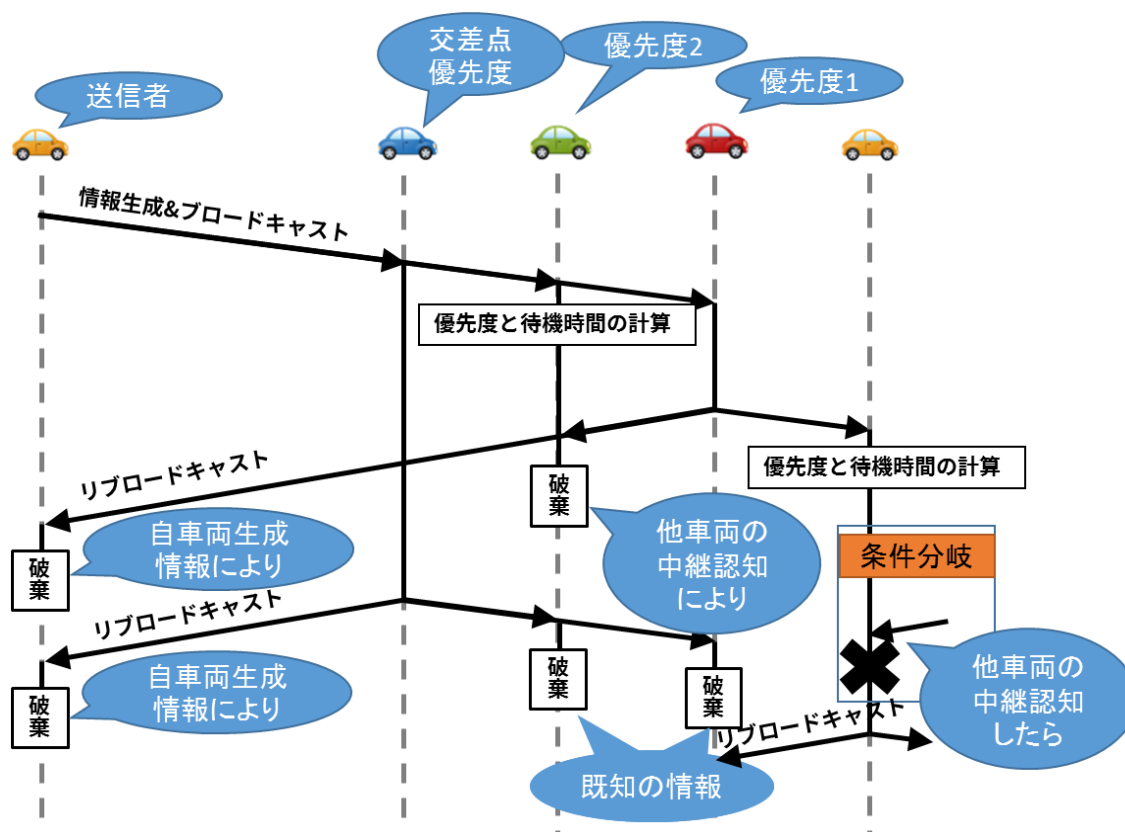 交差点
優先度
優先度2
優先度1
送信者
情報生成&ブロードキャスト
優先度と待機時間の計算
リブロードキャスト
優先度と待機時間の計算
破
棄
自車両生成
情報により
破
棄
他車両の
中継認知
により
条件分岐
リブロードキャスト
破
棄
自車両生成
情報により
破
棄
破
棄
他車両の
中継認知
したら
リブロードキャスト
既知の情報